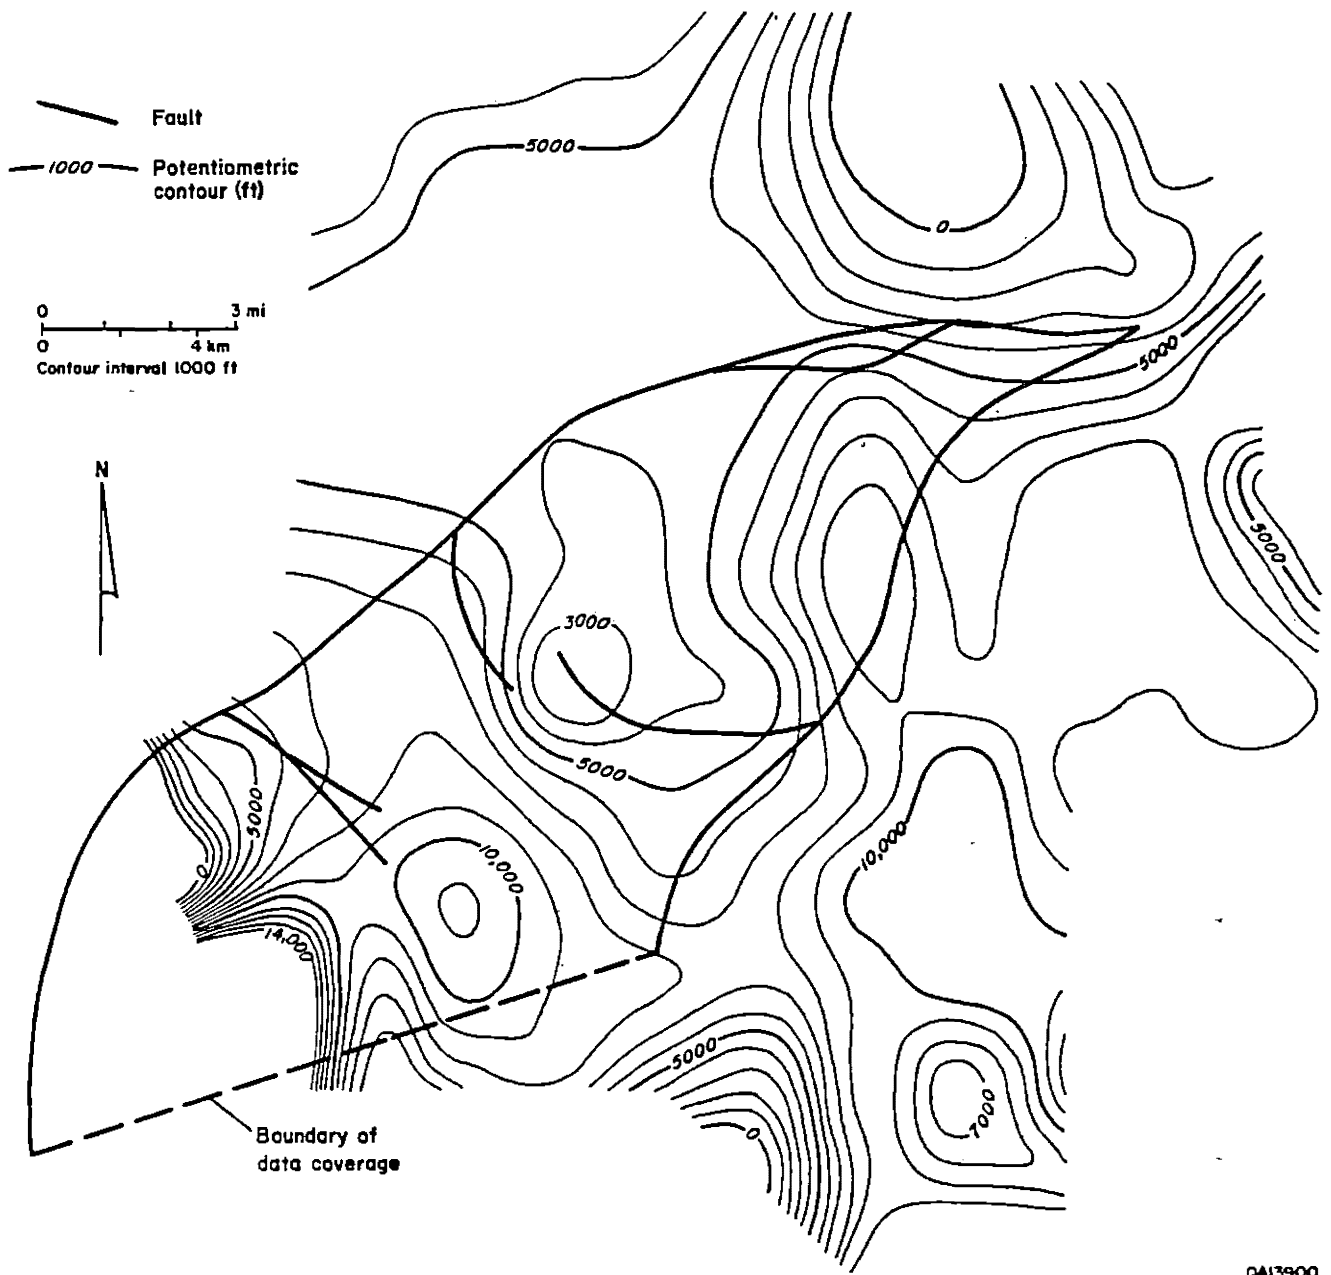 Fault
1000
Potentiometric
contour (ft)
0 3 mi
0 4 km
Contour interval 1000 ft
N
5000
0
5000
5000
3000
5000
5000
10,000
10,000
0
14,000
5000
7000
0
Boundary of
data coverage
QA13900